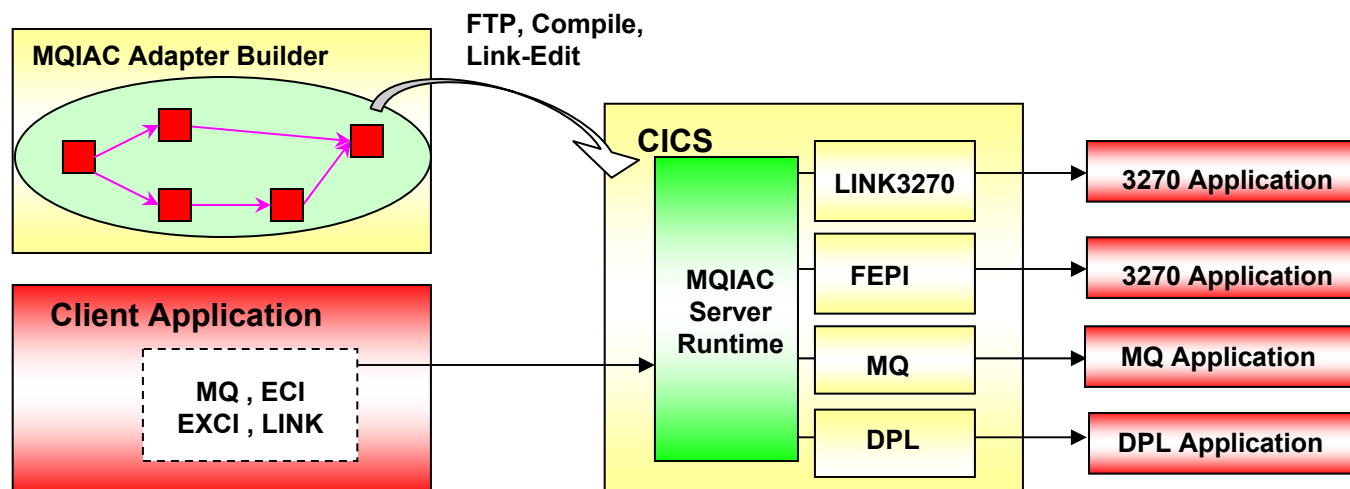 FTP, Compile,
Link-Edit
MQIAC Adapter Builder
CICS
LINK3270
3270 Application
FEPI
3270 Application
MQIAC
Server
Runtime
Client Application
MQ , ECI
EXCI , LINK
MQ
MQ Application
DPL
DPL Application